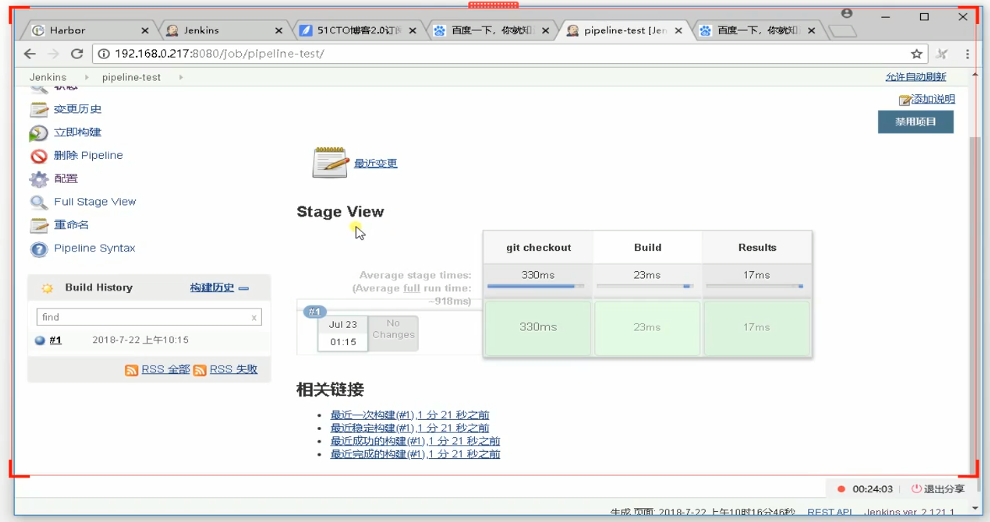 Harbor
Jenkins
51CTO博客2.0订
百度一下，你就知
pipeline-test [Jen
百度一下，你就知
192.168.0.217:8080/job/pipeline-test/
Jenkins pipeline-test
允许自动刷新
状态
变更历史
立即构建
删除 Pipeline
配置
Full Stage View
重命名
Pipeline Syntax
添加说明
禁用项目
最近变更
Stage View
git checkout Build Results
Average stage times: 330ms 23ms 17ms
(Average full run time:
~918ms)
#1
Jul 23 No
Changes
01:15
330ms 23ms 17ms
Build History 构建历史
find x
#1 2018-7-22 上午10:15
RSS 全部 RSS 失败
相关链接
最近一次构建(#1),1 分 21 秒之前
最近稳定构建(#1),1 分 21 秒之前
最近成功的构建(#1),1 分 21 秒之前
最近完成的构建(#1),1 分 21 秒之前
00:24:03 退出分享
生成页面: 2018-7-22 上午10时16分46秒 REST API Jenkins ver. 2.121.1